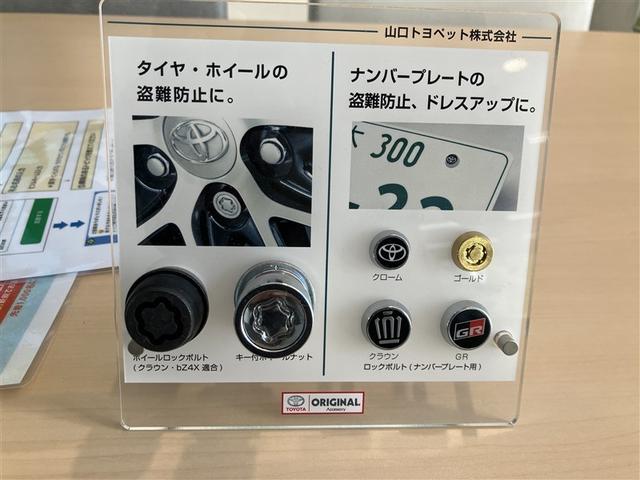 山口トヨペット株式会社
タイヤ・ホイールの
盗難防止に。
ナンバープレートの
盗難防止、ドレスアップに。
300
クローム
ゴールド
GR
ホイールロックボルト
(クラウン・bZ4X 適合)
キー付ホイールナット
クラウン
GR
ロックボルト(ナンバープレート用)
TOYOTA
ORIGINAL
Accessory